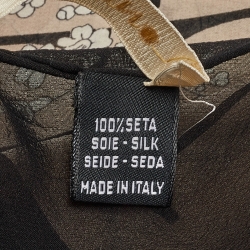 100%SETA
SOIE - SILK
SEIDE - SEDA
MADE IN ITALY